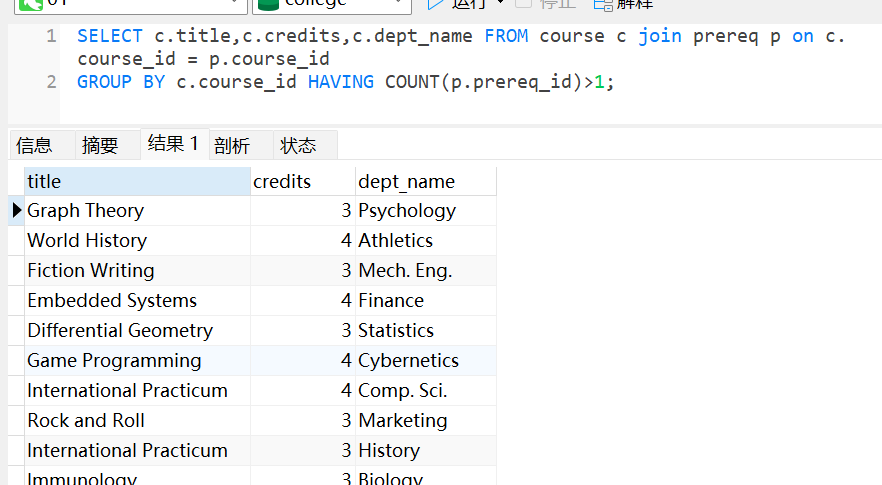 college
运行
停止
解释
1 SELECT c.title,c.credits,c.dept_name FROM course c join prereq p on c.
course_id = p.course_id
2 GROUP BY c.course_id HAVING COUNT(p.prereq_id)>1;
信息 摘要 结果 1 剖析 状态
title credits dept_name
Graph Theory 3 Psychology
World History 4 Athletics
Fiction Writing 3 Mech. Eng.
Embedded Systems 4 Finance
Differential Geometry 3 Statistics
Game Programming 4 Cybernetics
International Practicum 4 Comp. Sci.
Rock and Roll 3 Marketing
International Practicum 3 History
Immunology 3 Biology